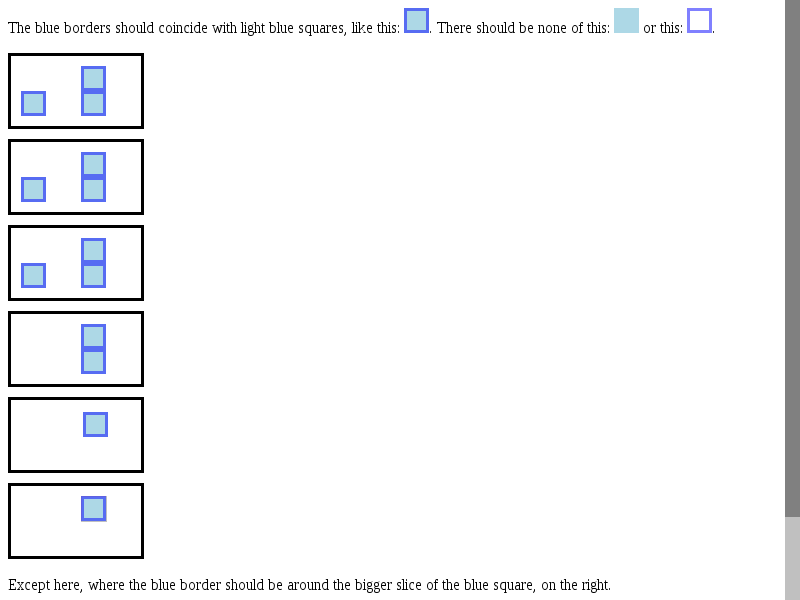 The blue borders should coincide with light blue squares, like this: . There should be none of this: or this: .
Except here, where the blue border should be around the bigger slice of the blue square, on the right.